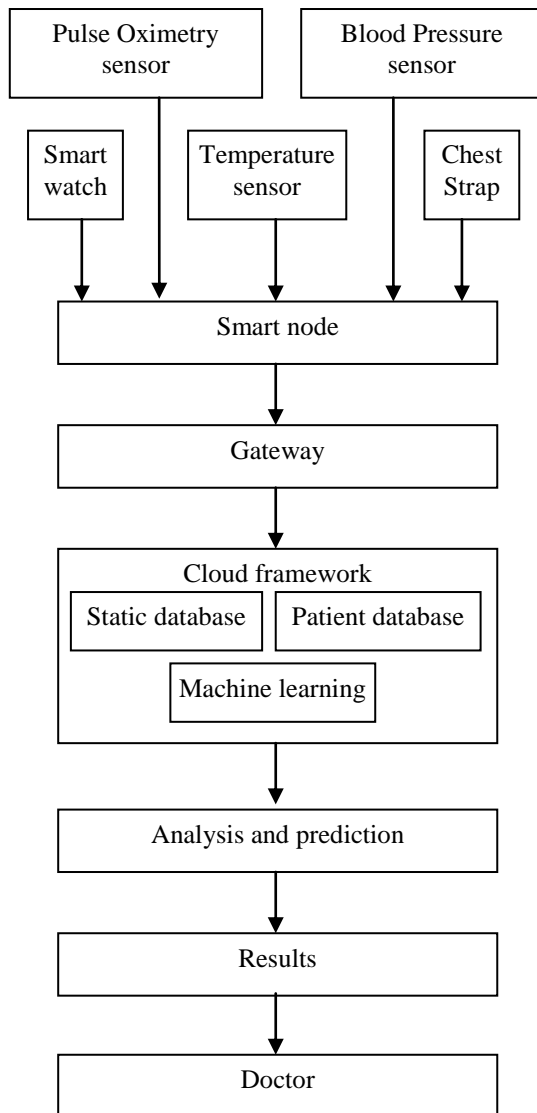 Pulse Oximetry
sensor
Blood Pressure
sensor
Smart
watch
Temperature
sensor
Chest
Strap
Smart node
Gateway
Cloud framework
Static database
Patient database
Machine learning
Analysis and prediction
Results
Doctor